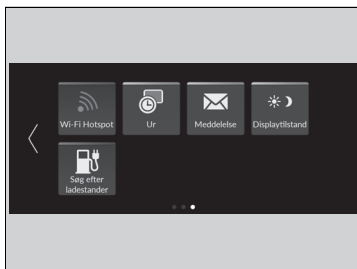 Wi-Fi Hotspot
Ur
Meddelelse
Displaytilstand
Søg efter
ladestander